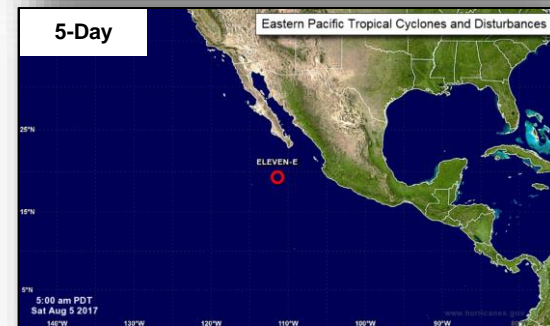 5-Day
Eastern Pacific Tropical Cyclones and Disturbances
25°N
ELEVEN-E
15°N
5°N
5:00 am PDT
Sat Aug 5 2017
www.hurricanes.gov
140°W 130°W 120°W 110°W 100°W 90°W 80°W